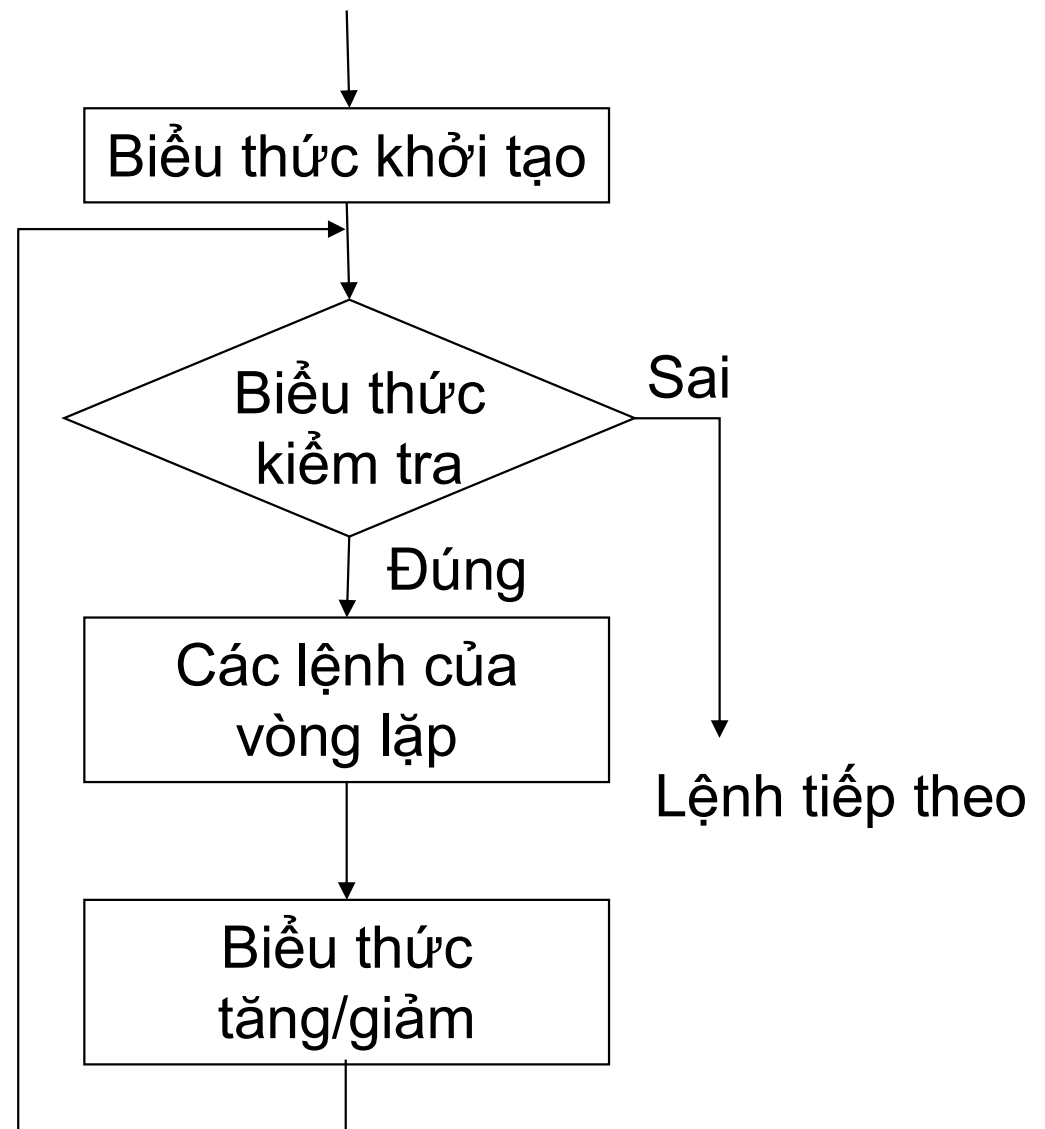 Biểu thức khởi tạo
Biểu thức
kiểm tra
Sai
Đúng
Các lệnh của
vòng lặp
Lệnh tiếp theo
Biểu thức
tăng/giảm